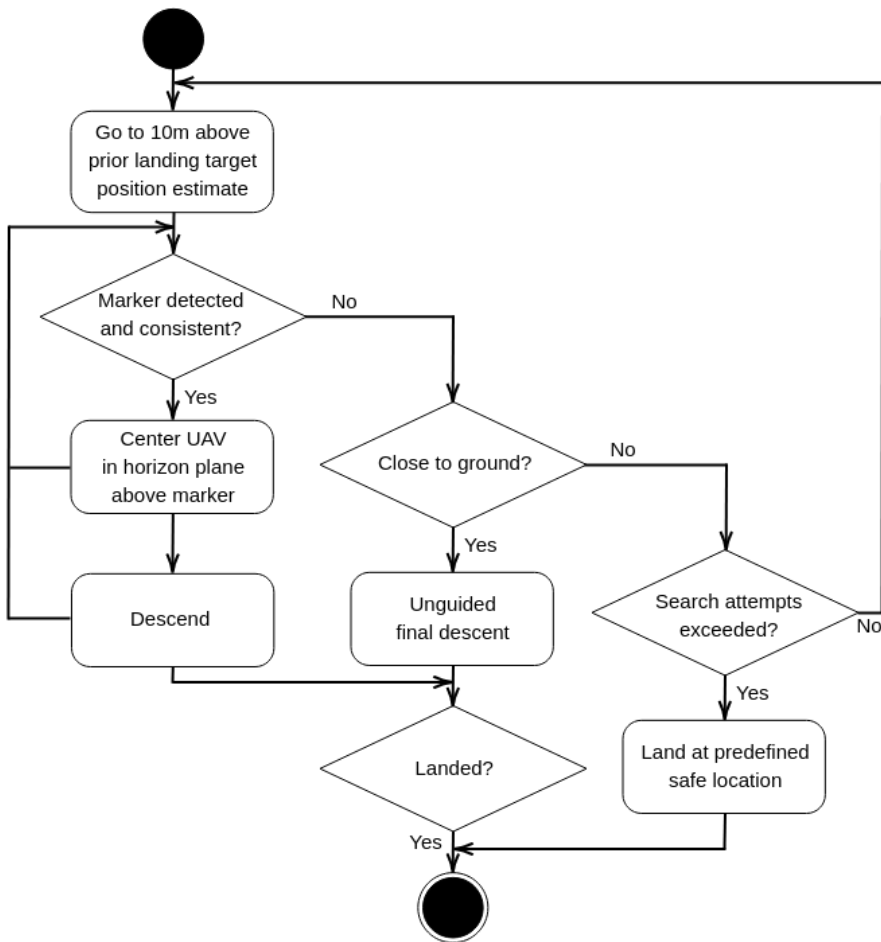 Go to 10m above
prior landing target
position estimate
Marker detected
and consistent?
No
Yes
Center UAV
in horizon plane
above marker
Close to ground?
No
Descend
Yes
Unguided
final descent
Search attempts
exceeded?
No
Yes
Landed?
Land at predefined
safe location
Yes